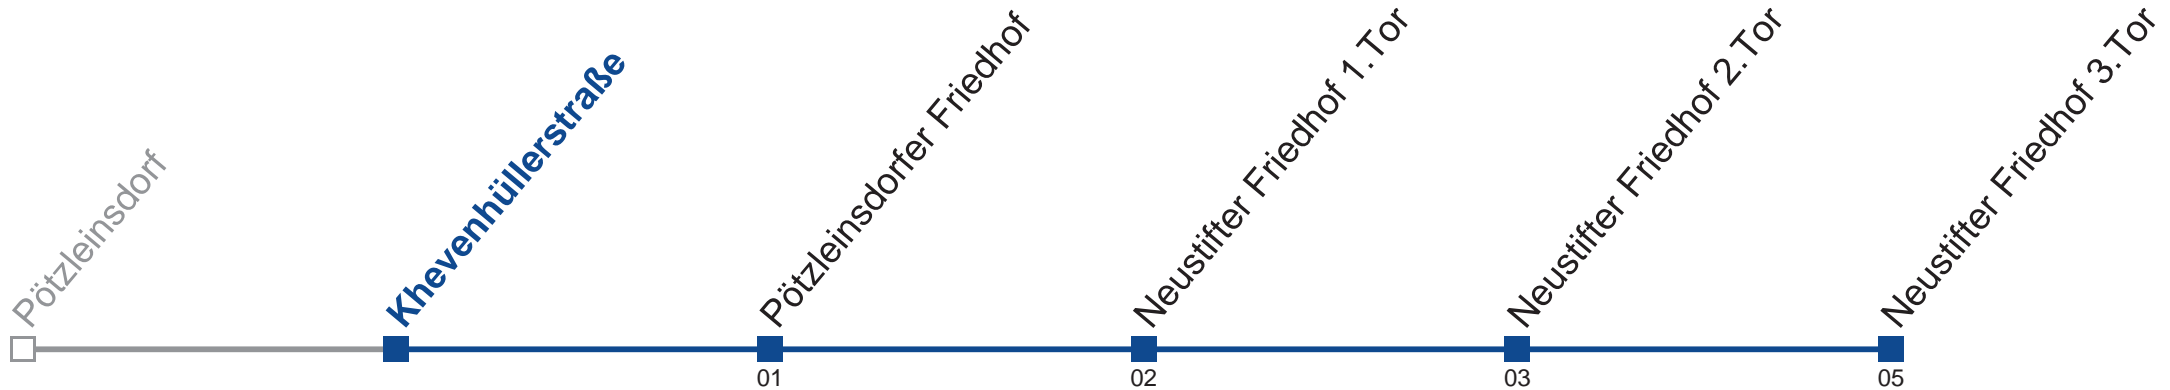 Pötzleinsdorf
Khevenhüllerstraße
Pötzleinsdorfer Friedhof
Neustifter Friedhof 1.Tor
Neustifter Friedhof 2.Tor
Neustifter Friedhof 3.Tor
01
02
03
05